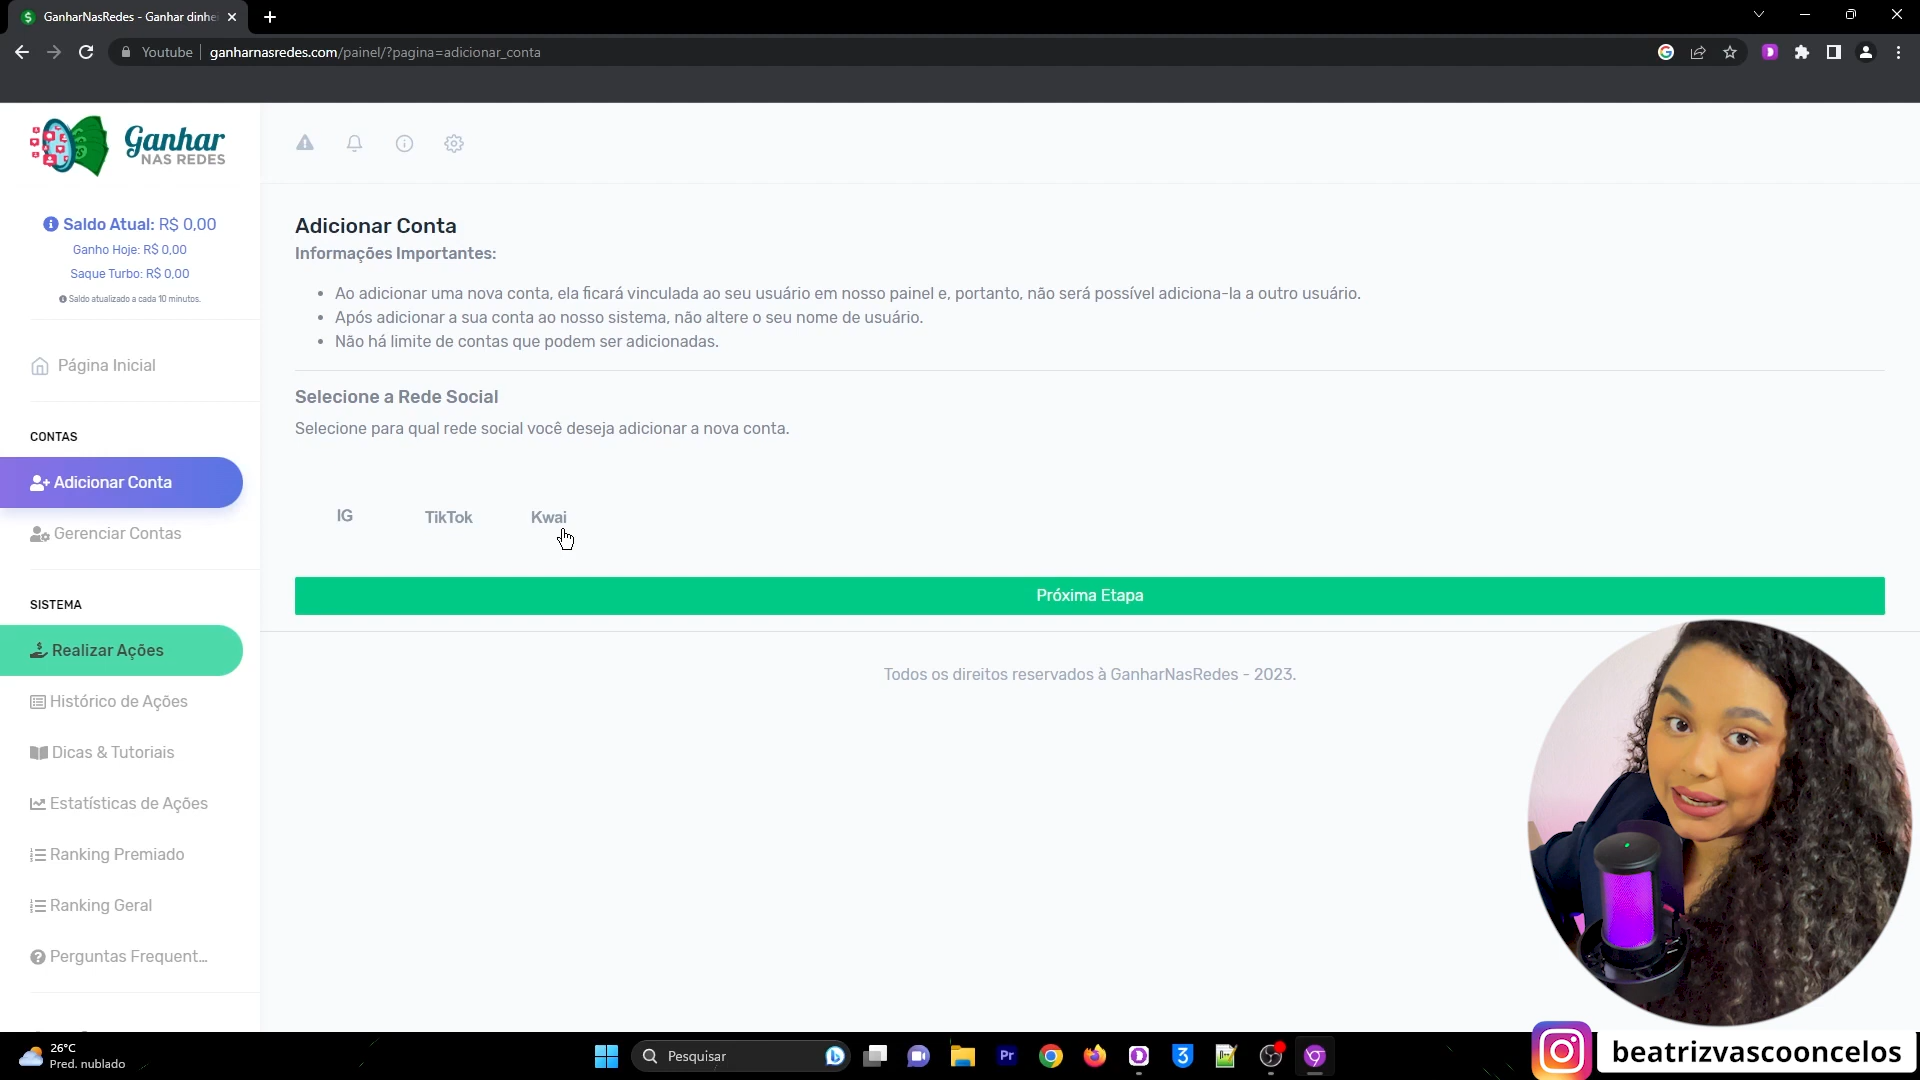 GanharNasRedes - Ganhar dinhe
Youtube
ganharnasredes.com/painel/?pagina=adicionar_conta
Ganhar
NAS REDES
Saldo Atual: R$ 0,00
Ganho Hoje: R$ 0,00
Saque Turbo: R$ 0,00
Saldo atualizado a cada 10 minutos.
Página Inicial
CONTAS
Adicionar Conta
Gerenciar Contas
SISTEMA
Realizar Ações
Histórico de Ações
Dicas & Tutoriais
Estatísticas de Ações
Ranking Premiado
Ranking Geral
Perguntas Frequent...
Adicionar Conta
Informações Importantes:
• Ao adicionar uma nova conta, ela ficará vinculada ao seu usuário em nosso painel e, portanto, não será possível adiciona-la a outro usuário.
• Após adicionar a sua conta ao nosso sistema, não altere o seu nome de usuário.
• Não há limite de contas que podem ser adicionadas.
Selecione a Rede Social
Selecione para qual rede social você deseja adicionar a nova conta.
IG
TikTok
Kwai
Próxima Etapa
Todos os direitos reservados à GanharNasRedes - 2023.
26°C
Pred. nublado
Pesquisar
Pr
3
beatrizvascooncelos